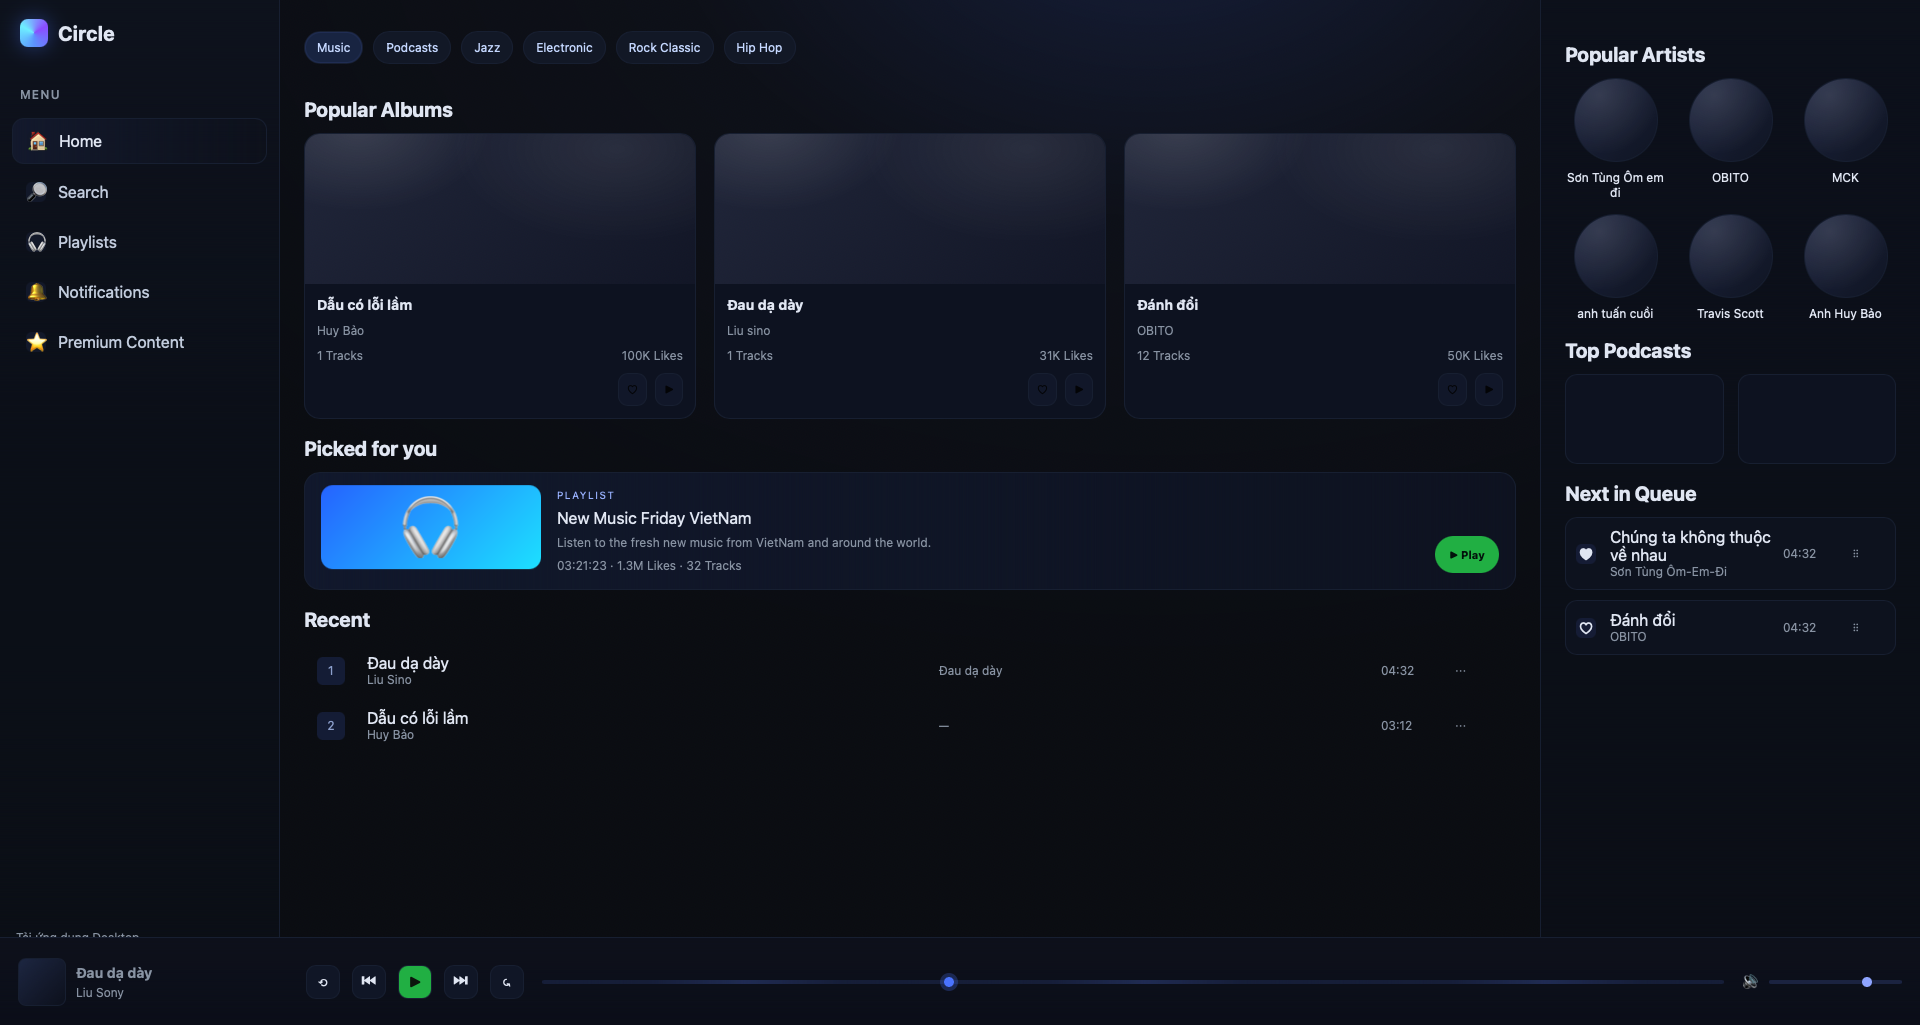 Circle
MENU
Home
Search
Playlists
Notifications
Premium Content
Music
Podcasts
Jazz
Electronic
Rock Classic
Hip Hop
Popular Albums
Dẫu có lỗi lầm
Huy Bảo
1 Tracks
100K Likes
Đau dạ dày
Liu sino
1 Tracks
31K Likes
Đánh đổi
OBITO
12 Tracks
50K Likes
Picked for you
PLAYLIST
New Music Friday VietNam
Listen to the fresh new music from VietNam and around the world.
03:21:23 · 1.3M Likes · 32 Tracks
Play
Recent
1
Đau dạ dày
Liu Sino
Đau dạ dày
04:32
2
Dẫu có lỗi lầm
Huy Bảo
—
03:12
Popular Artists
Sơn Tùng Ôm em
đi
OBITO
MCK
anh tuấn cuồi
Travis Scott
Anh Huy Bảo
Top Podcasts
Next in Queue
Chúng ta không thuộc
về nhau
Sơn Tùng Ôm-Em-Đi
04:32
Đánh đổi
OBITO
04:32
Tải ứng dụng Desktop
Đau dạ dày
Liu Sony